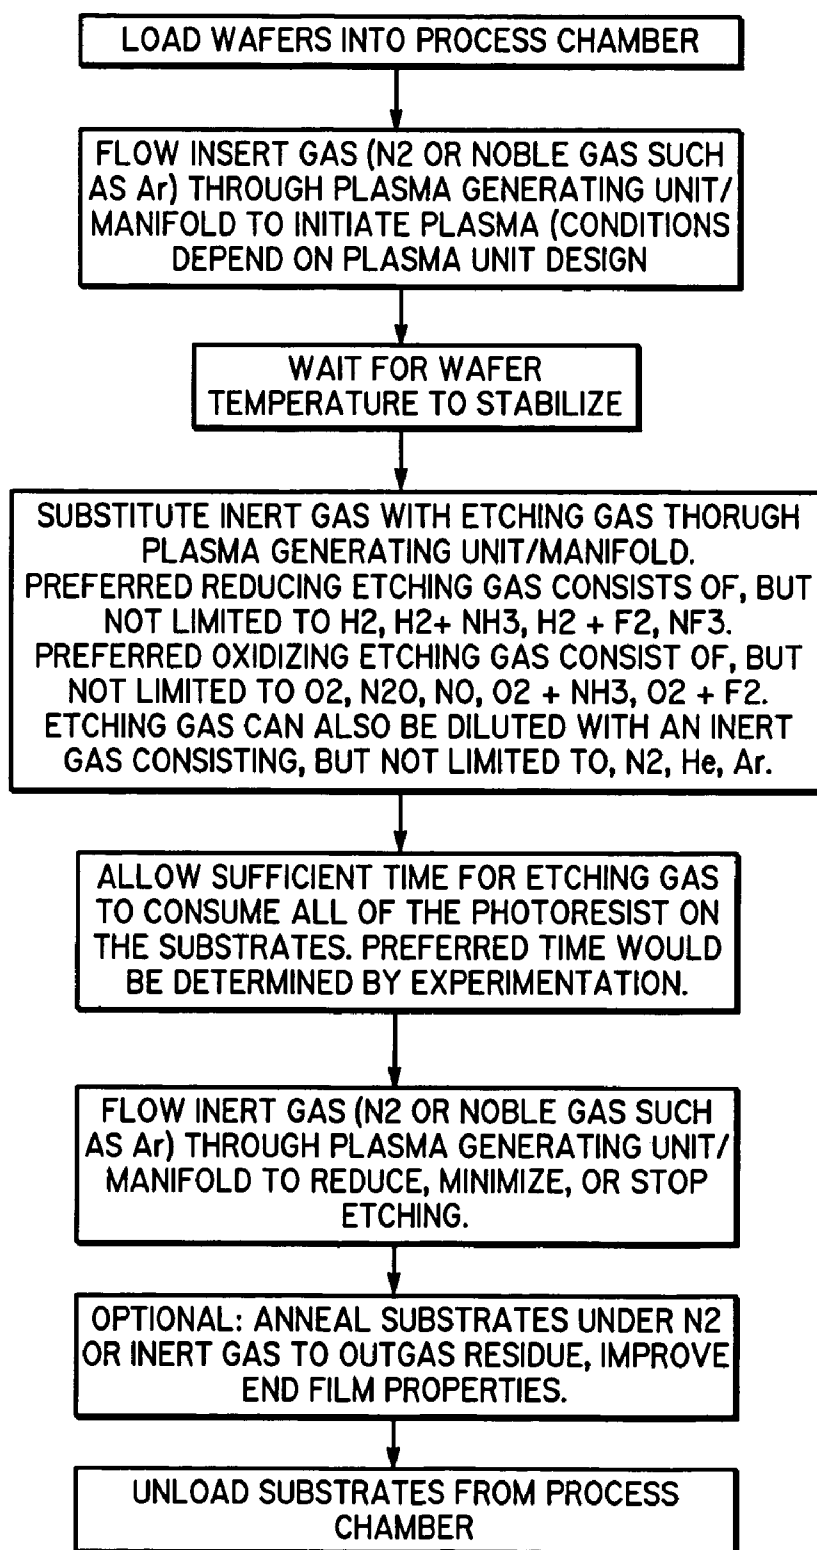 LOAD WAFERS INTO PROCESS CHAMBER
FLOW INSERT GAS (N2 OR NOBLE GAS SUCH
AS Ar) THROUGH PLASMA GENERATING UNIT/
MANIFOLD TO INITIATE PLASMA (CONDITIONS
DEPEND ON PLASMA UNIT DESIGN
WAIT FOR WAFER
TEMPERATURE TO STABILIZE
SUBSTITUTE INERT GAS WITH ETCHING GAS THORUGH
PLASMA GENERATING UNIT/MANIFOLD.
PREFERRED REDUCING ETCHING GAS CONSISTS OF, BUT
NOT LIMITED TO H2, H2+ NH3, H2 + F2, NF3.
PREFERRED OXIDIZING ETCHING GAS CONSIST OF, BUT
NOT LIMITED TO O2, N2O, NO, O2 + NH3, O2 + F2.
ETCHING GAS CAN ALSO BE DILUTED WITH AN INERT
GAS CONSISTING, BUT NOT LIMITED TO, N2, He, Ar.
ALLOW SUFFICIENT TIME FOR ETCHING GAS
TO CONSUME ALL OF THE PHOTORESIST ON
THE SUBSTRATES. PREFERRED TIME WOULD
BE DETERMINED BY EXPERIMENTATION.
FLOW INERT GAS (N2 OR NOBLE GAS SUCH
AS Ar) THROUGH PLASMA GENERATING UNIT/
MANIFOLD TO REDUCE, MINIMIZE, OR STOP
ETCHING.
OPTIONAL: ANNEAL SUBSTRATES UNDER N2
OR INERT GAS TO OUTGAS RESIDUE, IMPROVE
END FILM PROPERTIES.
UNLOAD SUBSTRATES FROM PROCESS
CHAMBER